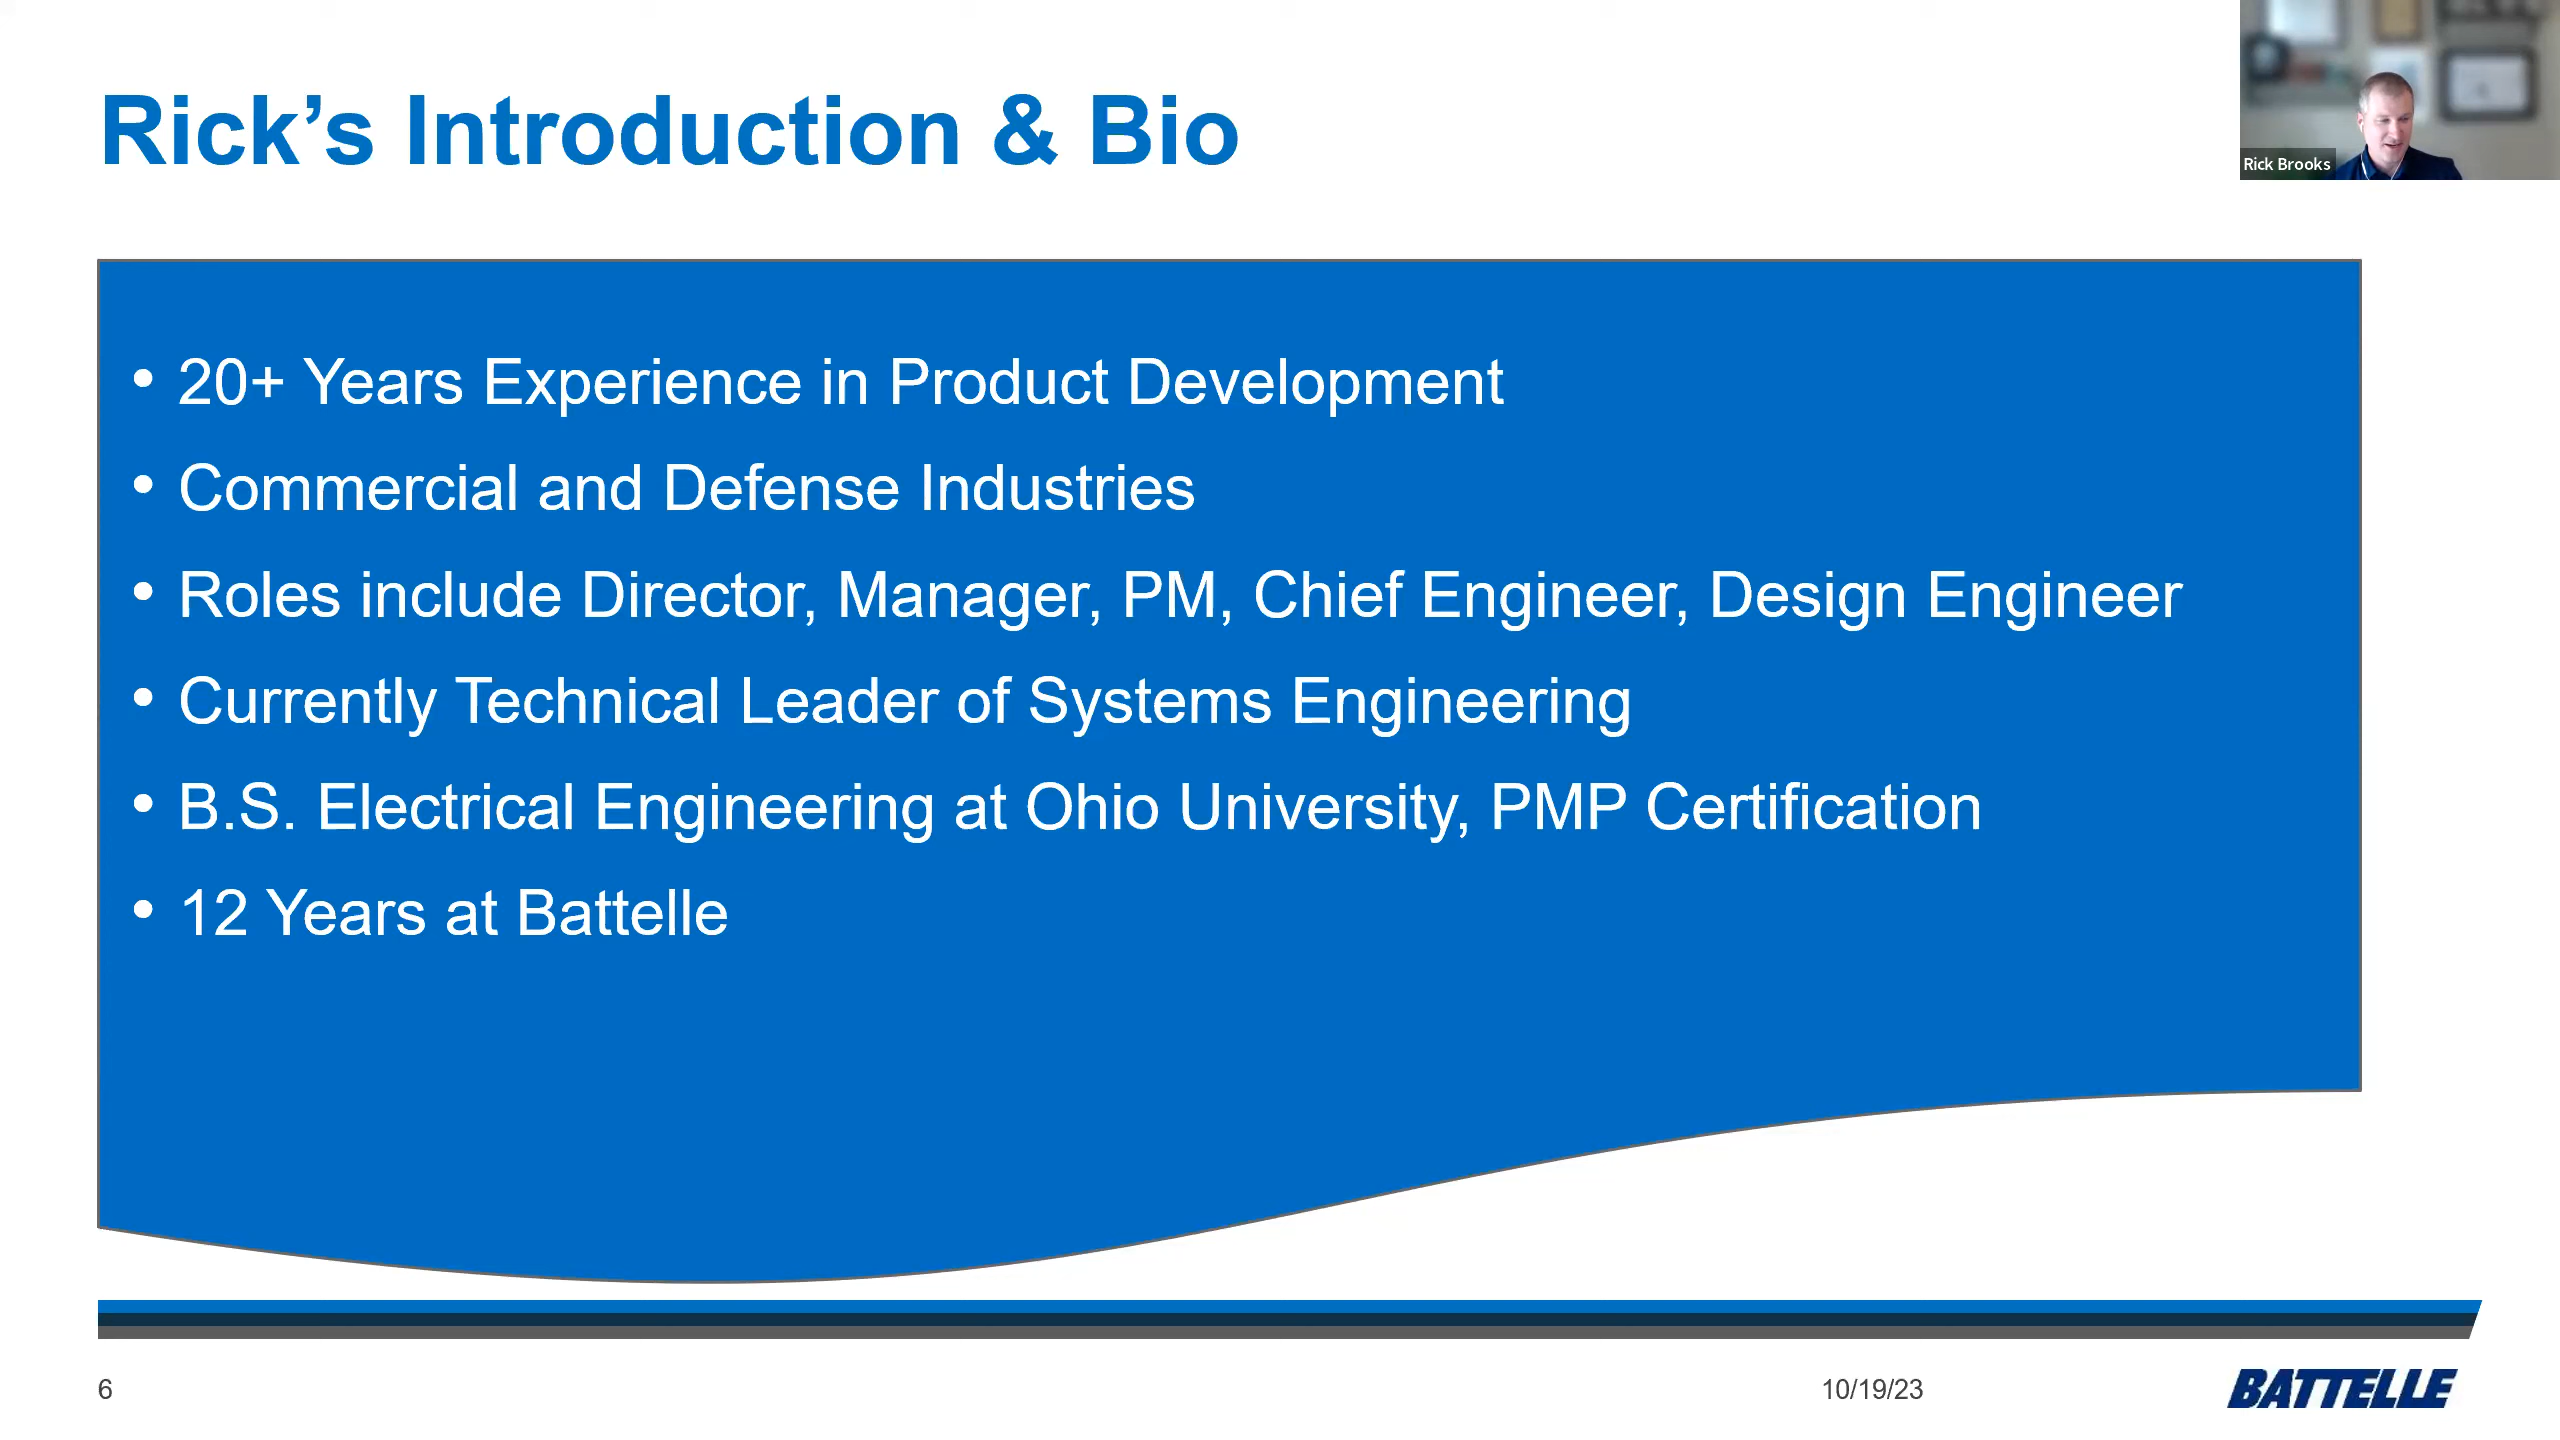 Rick’s Introduction & Bio
Rick Brooks
• 20+ Years Experience in Product Development
• Commercial and Defense Industries
• Roles include Director, Manager, PM, Chief Engineer, Design Engineer
• Currently Technical Leader of Systems Engineering
• B.S. Electrical Engineering at Ohio University, PMP Certification
• 12 Years at Battelle
6
10/19/23
BATTELLE